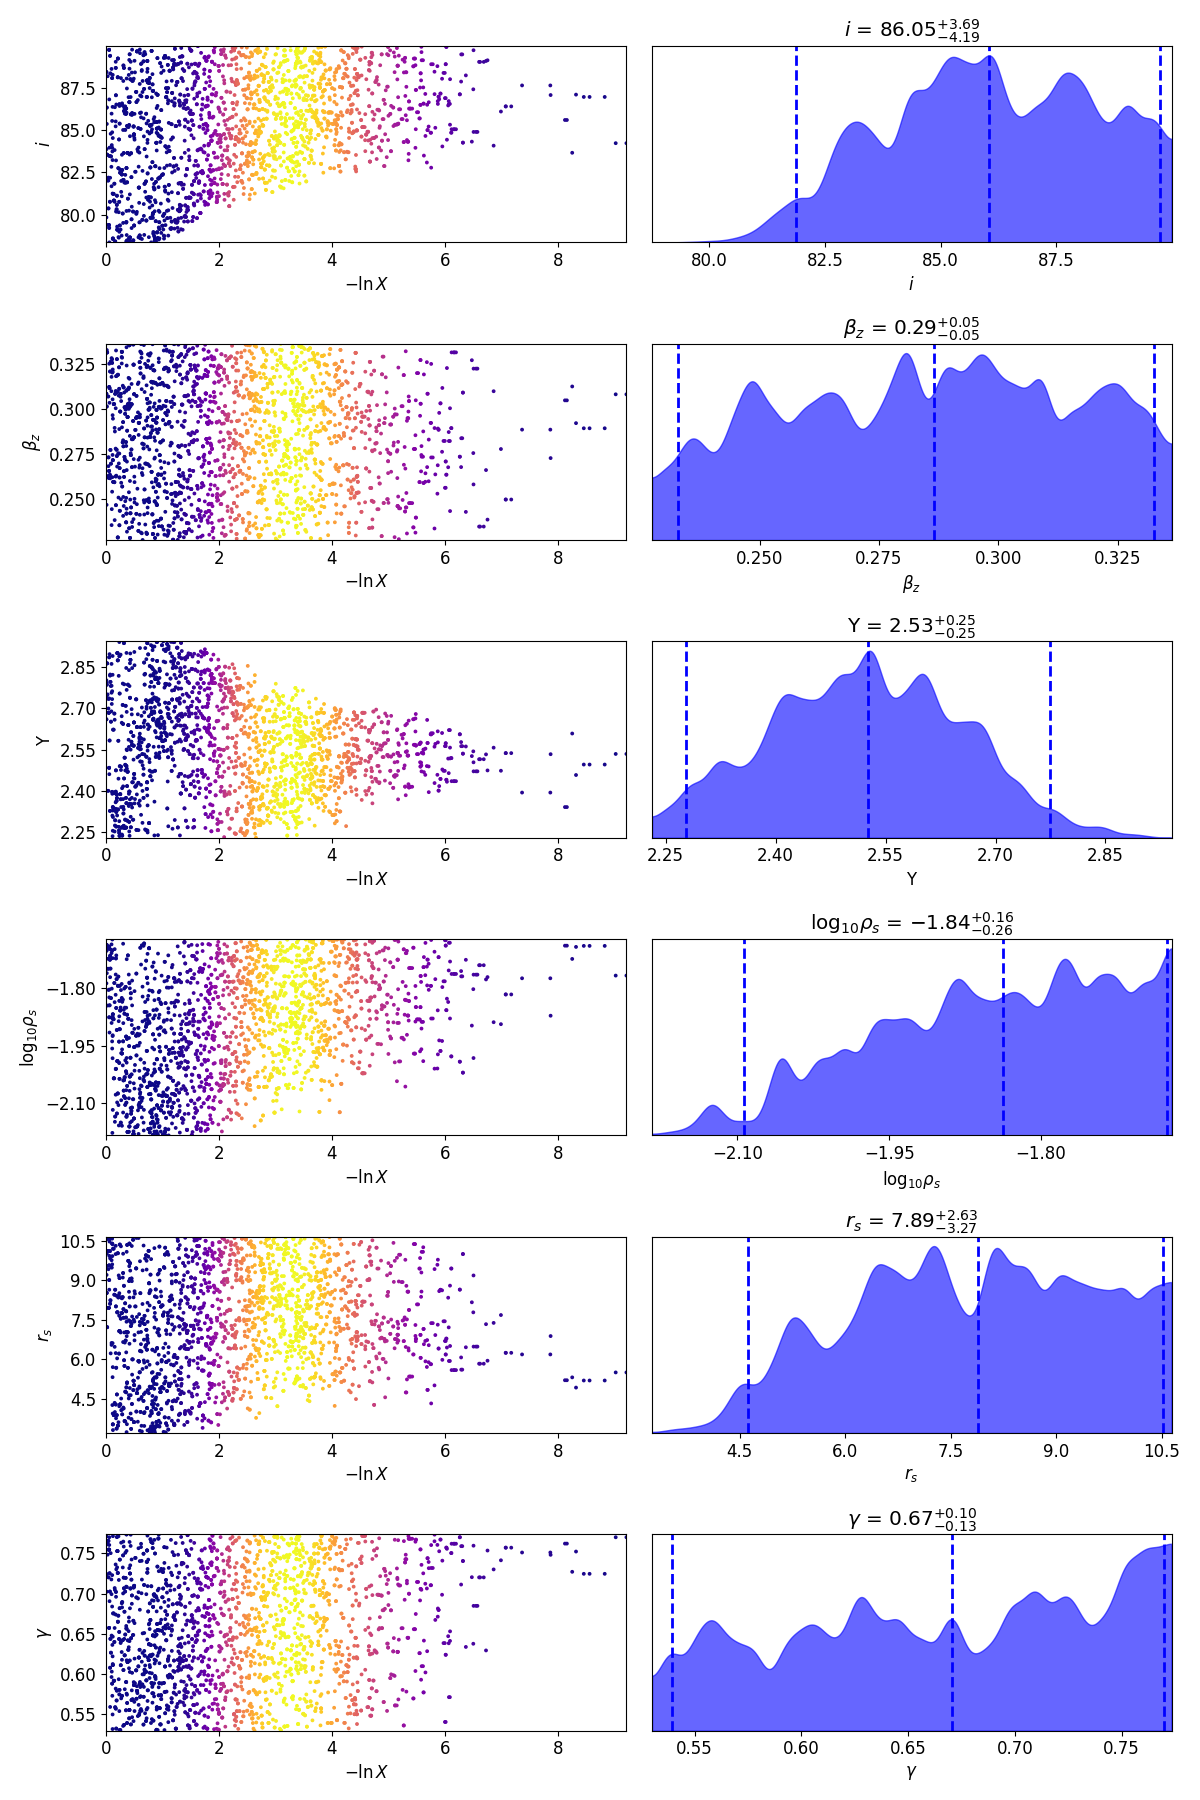 i = 86.05+3.69−4.19
87.5
85.0
82.5
80.0
i
0 2 4 6 8
−ln X
80.0 82.5 85.0 87.5
i
βz = 0.29+0.05−0.05
0.325
0.300
0.275
0.250
βz
0 2 4 6 8
−ln X
0.250 0.275 0.300 0.325
βz
Y = 2.53+0.25−0.25
2.85
2.70
2.55
2.40
2.25
Y
0 2 4 6 8
−ln X
2.25 2.40 2.55 2.70 2.85
Y
log10ρs = −1.84+0.16−0.26
−1.80
−1.95
−2.10
log10ρs
0 2 4 6 8
−ln X
−2.10 −1.95 −1.80
log10ρs
rs = 7.89+2.63−3.27
10.5
9.0
7.5
6.0
4.5
rs
0 2 4 6 8
−ln X
4.5 6.0 7.5 9.0 10.5
rs
γ = 0.67+0.10−0.13
0.75
0.70
0.65
0.60
0.55
γ
0 2 4 6 8
−ln X
0.55 0.60 0.65 0.70 0.75
γ